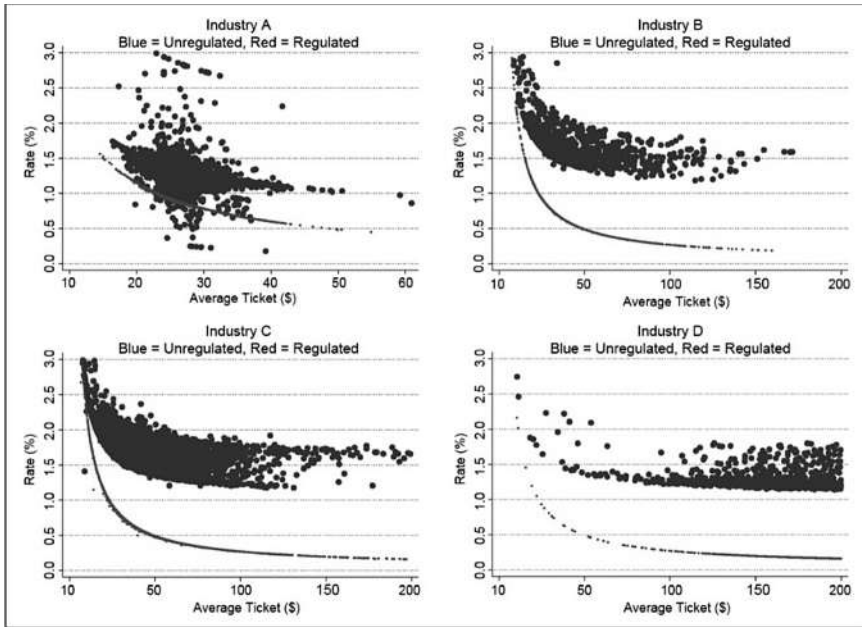 Industry A
Blue = Unregulated, Red = Regulated
Rate (%)
3.0
2.5
2.0
1.5
1.0
0.5
0.0
10 20 30 40 50 60
Average Ticket ($)
Industry B
Blue = Unregulated, Red = Regulated
Rate (%)
3.0
2.5
2.0
1.5
1.0
0.5
0.0
10 50 100 150 200
Average Ticket ($)
Industry C
Blue = Unregulated, Red = Regulated
Rate (%)
3.0
2.5
2.0
1.5
1.0
0.5
0.0
10 50 100 150 200
Average Ticket ($)
Industry D
Blue = Unregulated, Red = Regulated
Rate (%)
3.0
2.5
2.0
1.5
1.0
0.5
0.0
10 50 100 150 200
Average Ticket ($)